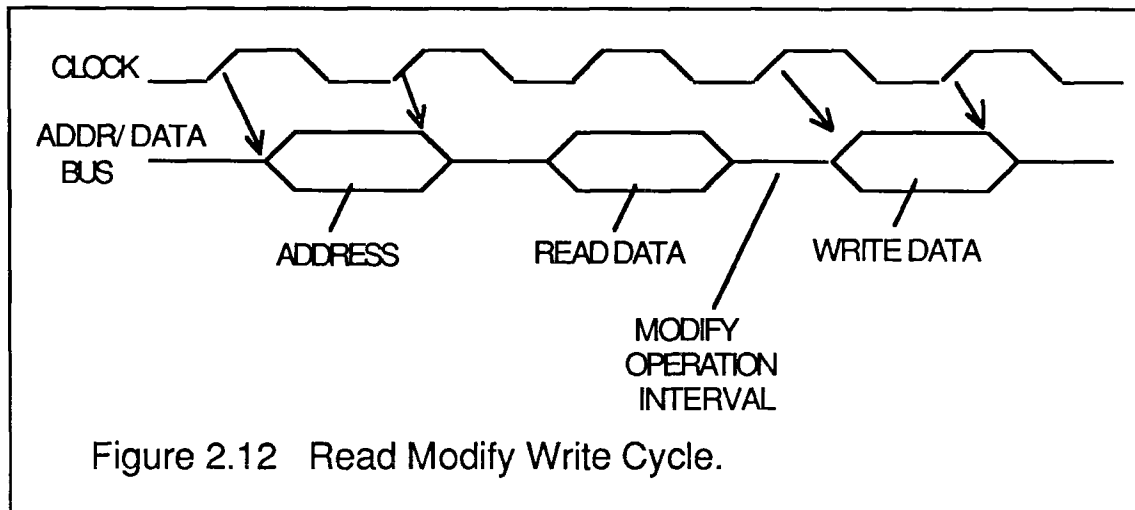 CLOCK
ADDR/ DATA
BUS
ADDRESS
READ DATA
WRITE DATA
MODIFY
OPERATION
INTERVAL
Figure 2.12 Read Modify Write Cycle.